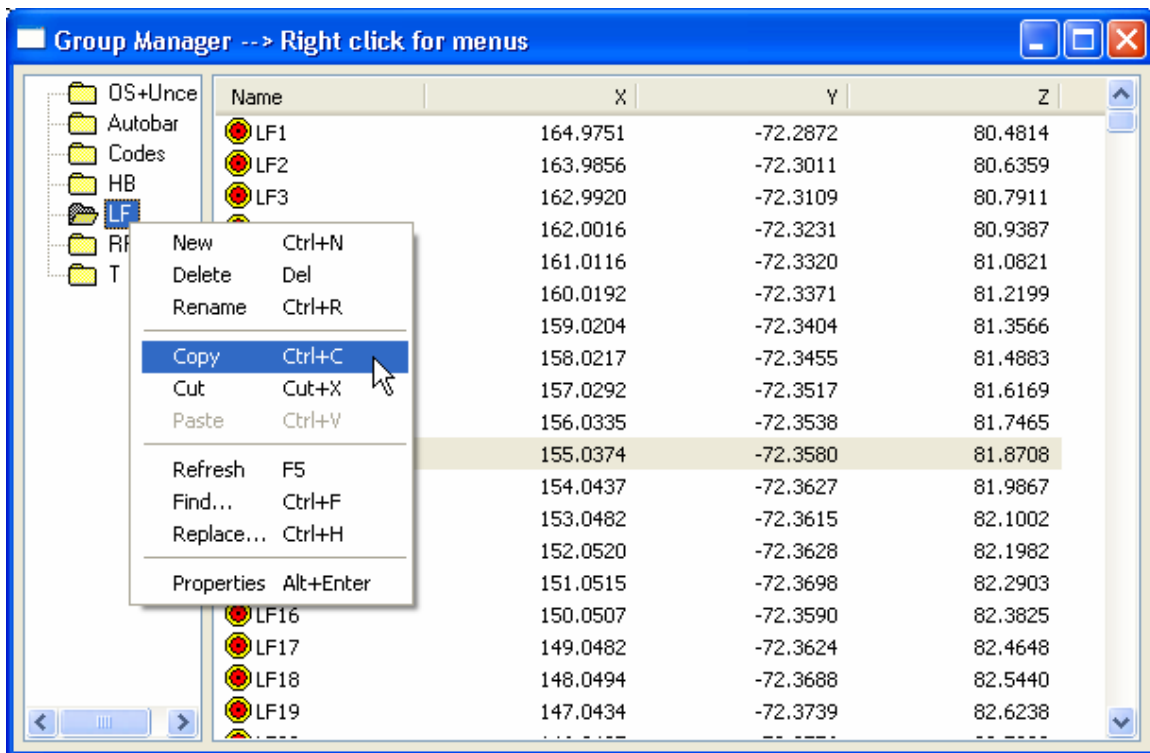 Group Manager --> Right click for menus
OS+Unce
Autobar
Codes
HB
LF
RF
T
New Ctrl+N
Delete Del
Rename Ctrl+R
Copy Ctrl+C
Cut Cut+X
Paste Ctrl+V
Refresh F5
Find... Ctrl+F
Replace... Ctrl+H
Properties Alt+Enter
Name X Y Z
LF1 164.9751 -72.2872 80.4814
LF2 163.9856 -72.3011 80.6359
LF3 162.9920 -72.3109 80.7911
162.0016 -72.3231 80.9387
161.0116 -72.3320 81.0821
160.0192 -72.3371 81.2199
159.0204 -72.3404 81.3566
158.0217 -72.3455 81.4883
157.0292 -72.3517 81.6169
156.0335 -72.3538 81.7465
155.0374 -72.3580 81.8708
154.0437 -72.3627 81.9867
153.0482 -72.3615 82.1002
152.0520 -72.3628 82.1982
151.0515 -72.3698 82.2903
LF16 150.0507 -72.3590 82.3825
LF17 149.0482 -72.3624 82.4648
LF18 148.0494 -72.3688 82.5440
LF19 147.0434 -72.3739 82.6238